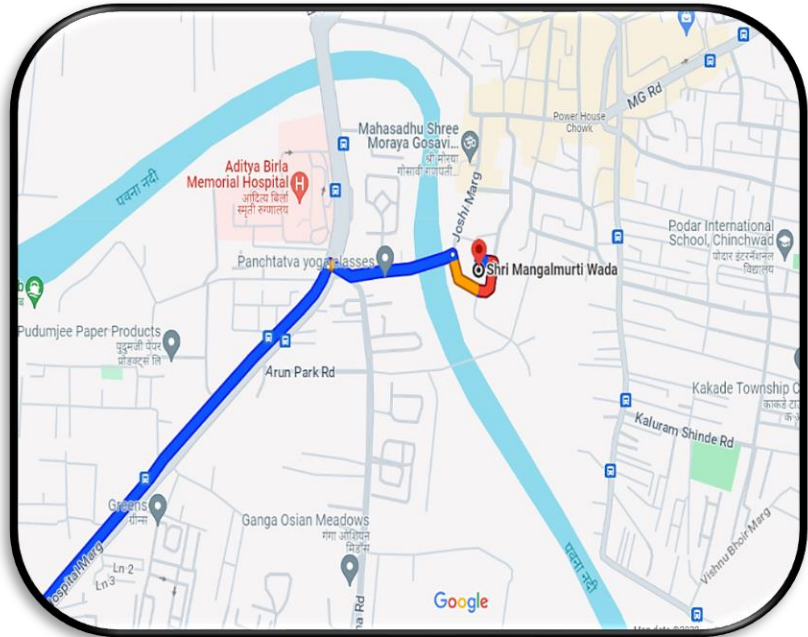 MG Rd
Power House
Chowk
Mahasadhu Shree
Moraya Gosavi...
श्री मोरया
गोसावी गणपती...
Aditya Birla
Memorial Hospital
आदित्य बिर्ला
स्मृती रुग्णालय
पवना नदी
Joshi Marg
Podar International
School, Chinchwad
पोदार इंटरनॅशनल
विद्यालय
Panchtatva yoga classes
Shri Mangalmurti Wada
Pudumjee Paper
Products
पुदुमजी पेपर
प्रॉडक्ट्स लि
Arun Park Rd
Kakade Township
Kaluram Shinde Rd
Greens
ग्रीन्स
Ganga Osian Meadows
गंगा ओशियन
मिडोस
Vishnu Bhoir Marg
पवना नदी
Hospital Marg
Ln 2
Ln 3
Google